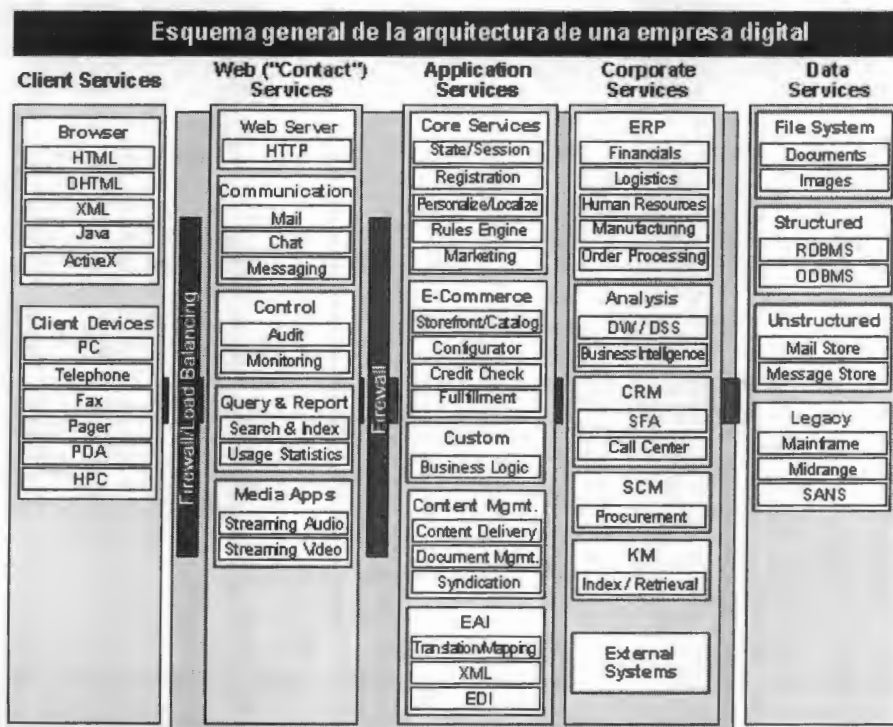 Esquema general de la arquitectura de una empresa digital
Client Services
Browser
HTML
DHTML
XML
Java
ActiveX
Client Devices
PC
Telephone
Fax
Pager
PDA
HPC
Firewall/Load Balancing
Web ("Contact")
Services
Web Server
HTTP
Communication
Mail
Chat
Messaging
Control
Audit
Monitoring
Query & Report
Search & Index
Usage Statistics
Media Apps
Streaming Audio
Streaming Video
Firewall
Application
Services
Core Services
State/Session
Registration
Personalize/Localize
Rules Engine
Marketing
E-Commerce
Storefront/Catalog
Configurator
Credit Check
Fullfillment
Custom
Business Logic
Content Mgmt.
Content Delivery
Document Mgmt.
Syndication
EAI
Translation/Mapping
XML
EDI
Corporate
Services
ERP
Financials
Logistics
Human Resources
Manufacturing
Order Processing
Analysis
DW / DSS
Business Intelligence
CRM
SFA
Call Center
SCM
Procurement
KM
Index / Retrieval
External
Systems
Data
Services
File System
Documents
Images
Structured
RDBMS
ODBMS
Unstructured
Mail Store
Message Store
Legacy
Mainframe
Midrange
SANS